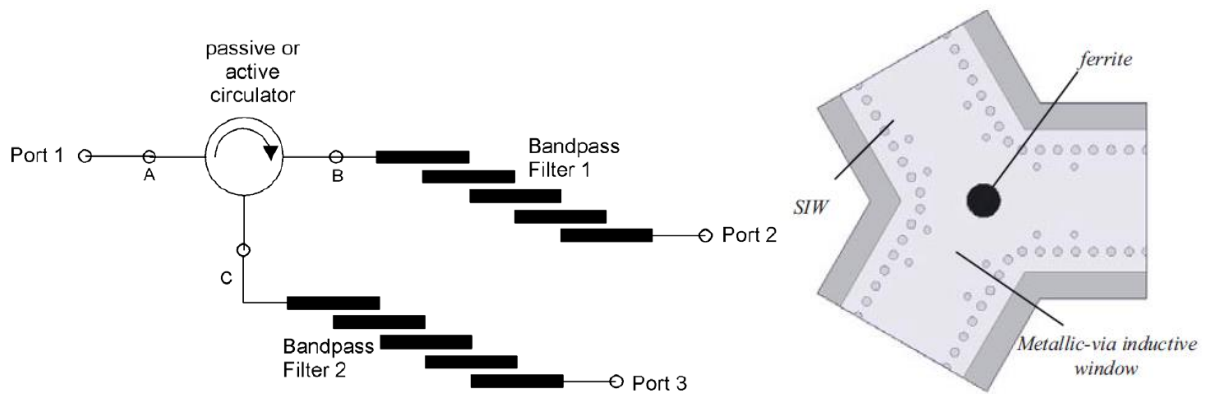 passive or
active
circulator
Port 1
A
B
Bandpass
Filter 1
Port 2
C
Bandpass
Filter 2
Port 3
ferrite
SIW
Metallic-via inductive
window